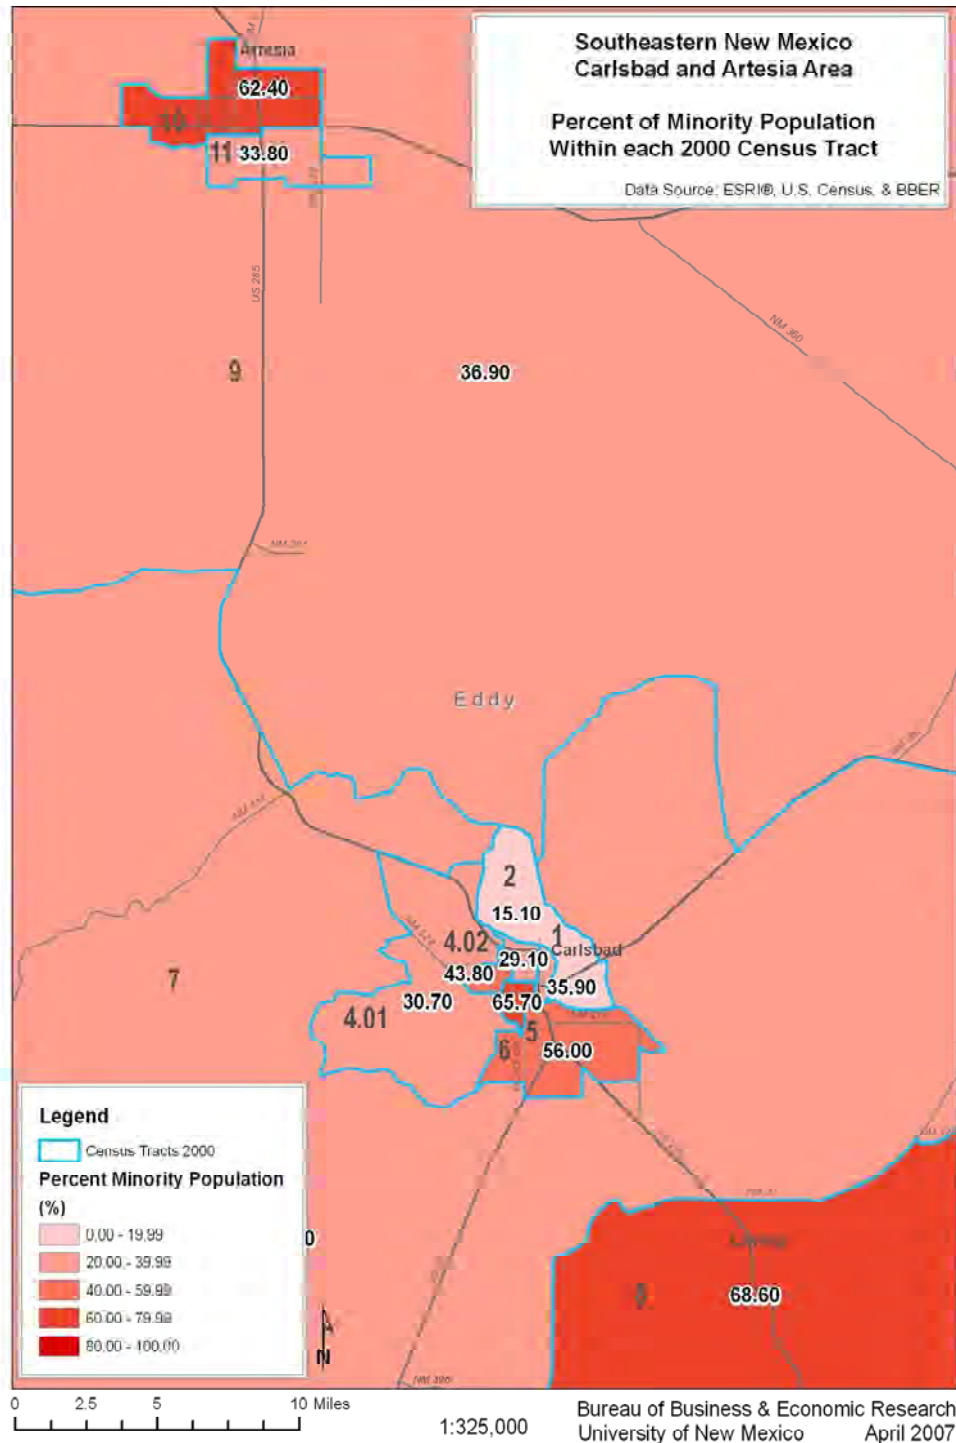 Southeastern New Mexico
Carlsbad and Artesia Area
Percent of Minority Population
Within each 2000 Census Tract
Data Source: ESRI®, U.S. Census, & BBER
Artesia
62.40
10
11 33.80
US 285
NM 360
9
36.90
Eddy
2
15.10
1
Carlsbad
4.02
29.10
43.80
35.90
7
30.70
65.70
4.01
5
6
56.00
68.60
Legend
Census Tracts 2000
Percent Minority Population
(%)
0.00 - 19.99
20.00 - 39.99
40.00 - 59.99
60.00 - 79.99
80.00 - 100.00
0
N
0 2.5 5 10 Miles
1:325,000
Bureau of Business & Economic Research
University of New Mexico April 2007